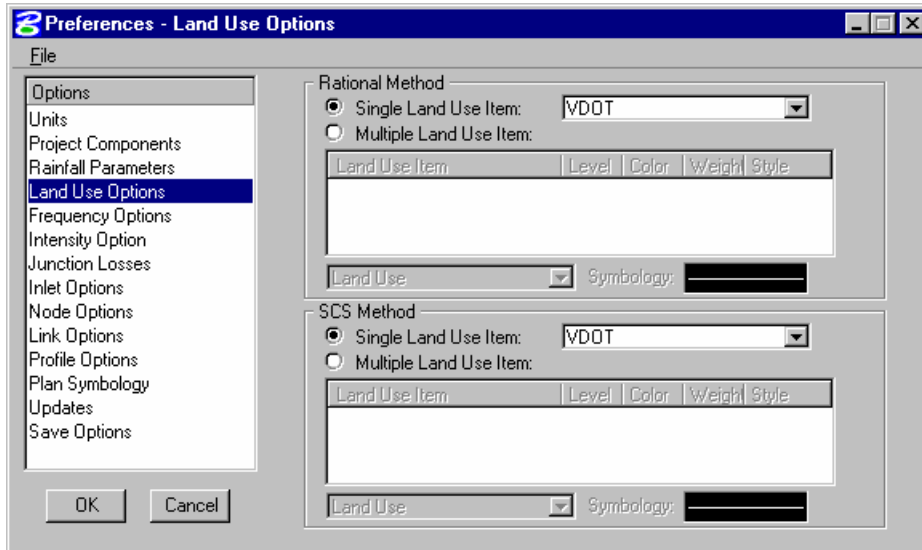 Preferences - Land Use Options
File
Options
Units
Project Components
Rainfall Parameters
Land Use Options
Frequency Options
Intensity Option
Junction Losses
Inlet Options
Node Options
Link Options
Profile Options
Plan Symbology
Updates
Save Options
OK Cancel
Rational Method
Single Land Use Item: VDOT
Multiple Land Use Item:
Land Use Item Level Color Weight Style
Land Use Symbology:
SCS Method
Single Land Use Item: VDOT
Multiple Land Use Item:
Land Use Item Level Color Weight Style
Land Use Symbology: